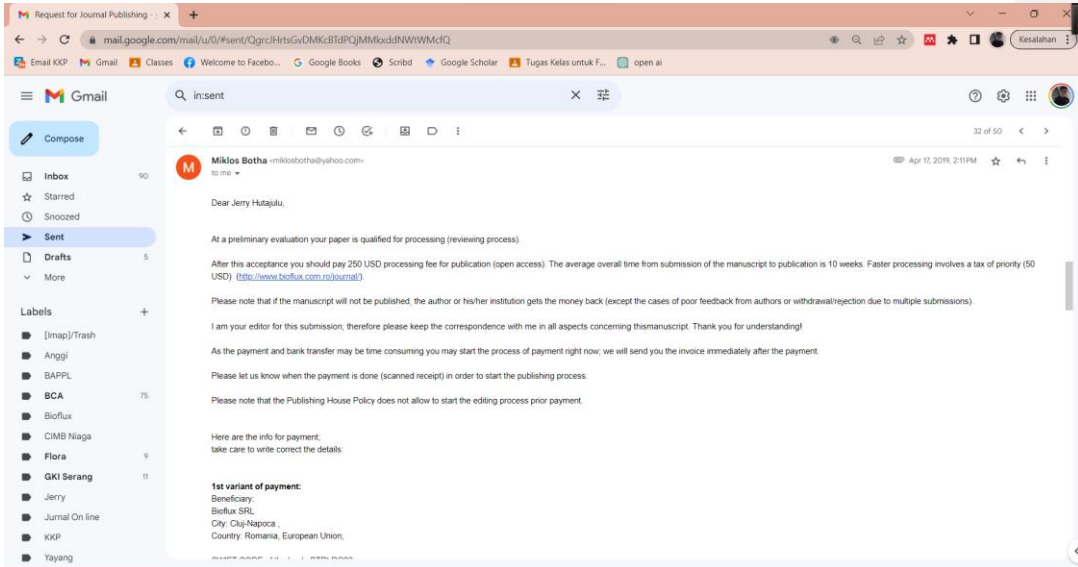 Request for Journal Publishing -
mail.google.com/mail/u/0/#sent/QgrcJHrtsGvDMKcBTdPQjMMlxxddNWtWMcfQ
Kesalahan
Email KKP Gmail Classes Welcome to Facebo... Google Books Scribd Google Scholar Tugas Kelas untuk F... open ai
Gmail
in:sent
Compose
32 of 50
Miklos Botha <miklosbotha@yahoo.com>
Apr 17, 2019, 2:11 PM
to me
Inbox 90
Starred
Snoozed
Sent
Drafts 5
More
Labels
[Imap]/Trash
Anggi
BAPPL
BCA 75
Bioflux
CIMB Niaga
Flora 9
GKI Serang 11
Jerry
Jurnal On line
KKP
Yayang
Dear Jerry Hutajulu,
At a preliminary evaluation your paper is qualified for processing (reviewing process).
After this acceptance you should pay 250 USD processing fee for publication (open access). The average overall time from submission of the manuscript to publication is 10 weeks. Faster processing involves a tax of priority (50
USD) (http://www.bioflux.com.ro/journal/).
Please note that if the manuscript will not be published, the author or his/her institution gets the money back (except the cases of poor feedback from authors or withdrawal/rejection due to multiple submissions).
I am your editor for this submission; therefore please keep the correspondence with me in all aspects concerning thismanuscript. Thank you for understanding!
As the payment and bank transfer may be time consuming you may start the process of payment right now; we will send you the invoice immediately after the payment.
Please let us know when the payment is done (scanned receipt) in order to start the publishing process.
Please note that the Publishing House Policy does not allow to start the editing process prior payment.
Here are the info for payment;
take care to write correct the details:
1st variant of payment:
Beneficiary:
Bioflux SRL
City: Cluj-Napoca ,
Country: Romania, European Union;